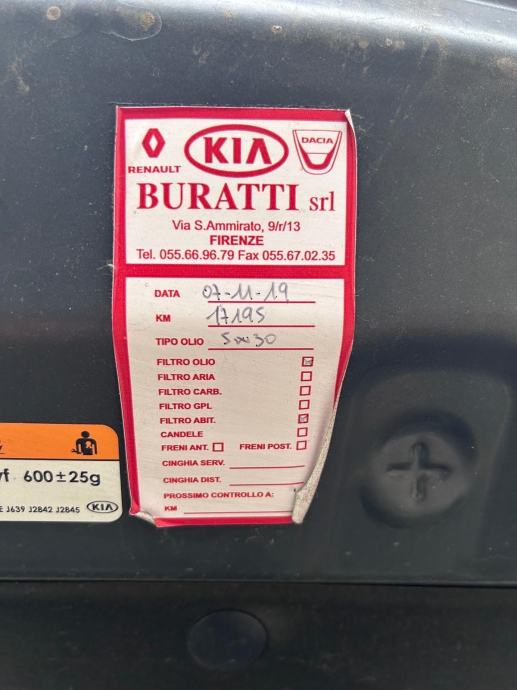 RENAULT
KIA
DACIA
BURATTI srl
Via S.Ammirato, 9/r/13
FIRENZE
Tel. 055.66.96.79 Fax 055.67.02.35
DATA 07-11-19
KM 17195
TIPO OLIO 5w30
FILTRO OLIO
FILTRO ARIA
FILTRO CARB.
FILTRO GPL
FILTRO ABIT.
CANDELE
FRENI ANT. FRENI POST.
CINGHIA SERV.
CINGHIA DIST.
PROSSIMO CONTROLLO A:
KM
yf 600±25g
E J639 J2842 J2845 KIA